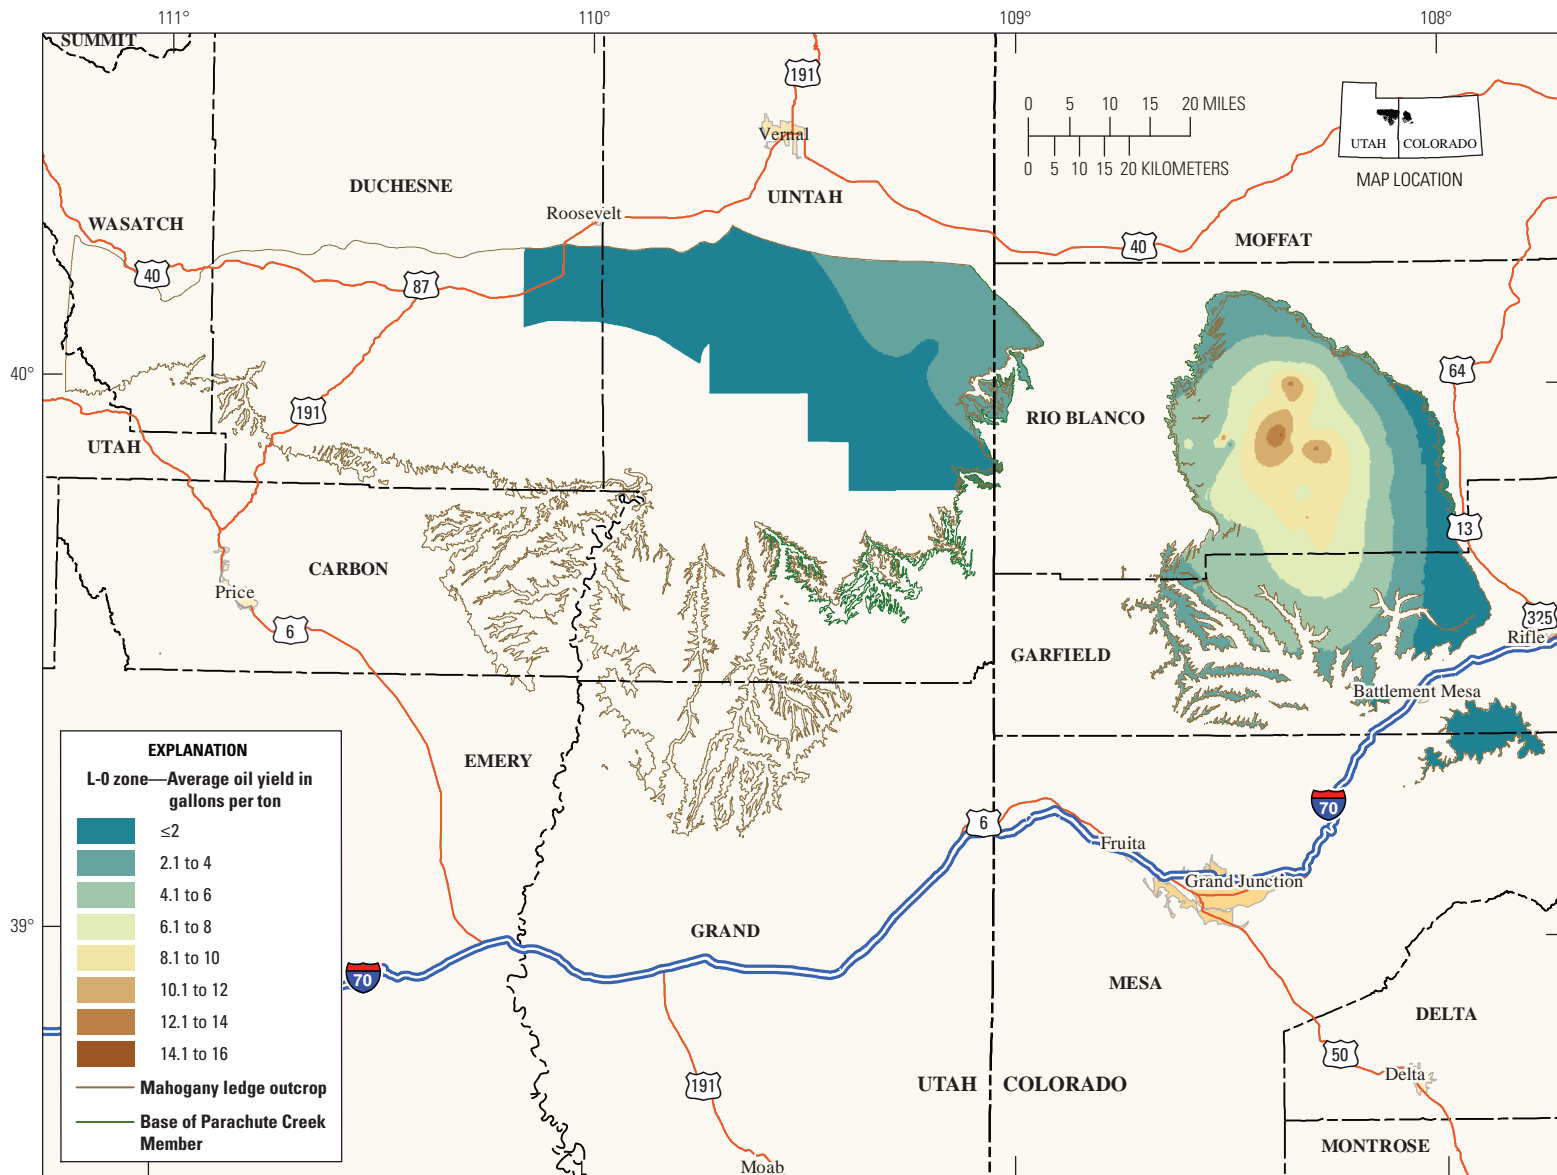 111°
110°
109°
108°
SUMMIT
191
0 5 10 15 20 MILES
0 5 10 15 20 KILOMETERS
UTAH
COLORADO
MAP LOCATION
Vernal
DUCHESNE
UINTAH
Roosevelt
WASATCH
40
MOFFAT
40
87
40°
64
191
RIO BLANCO
UTAH
13
CARBON
Price
6
325
Rifle
GARFIELD
Battlement Mesa
EMERY
EXPLANATION
L-0 zone—Average oil yield in
gallons per ton
≤2
2.1 to 4
4.1 to 6
6.1 to 8
8.1 to 10
10.1 to 12
12.1 to 14
14.1 to 16
Mahogany ledge outcrop
Base of Parachute Creek
Member
70
6
Fruita
Grand Junction
39°
GRAND
70
MESA
DELTA
50
Delta
191
UTAH
COLORADO
MONTROSE
Moab